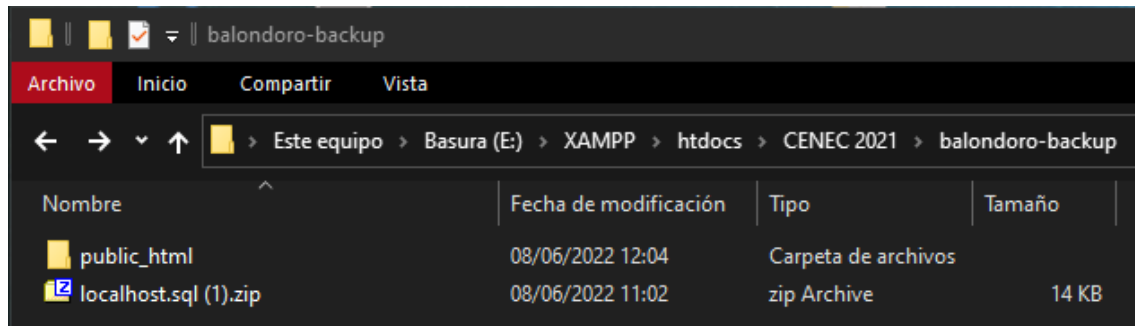 balondoro-backup
Archivo Inicio Compartir Vista
Este equipo > Basura (E:) > XAMPP > htdocs > CENEC 2021 > balondoro-backup
Nombre Fecha de modificación Tipo Tamaño
public_html 08/06/2022 12:04 Carpeta de archivos
localhost.sql (1).zip 08/06/2022 11:02 zip Archive 14 KB